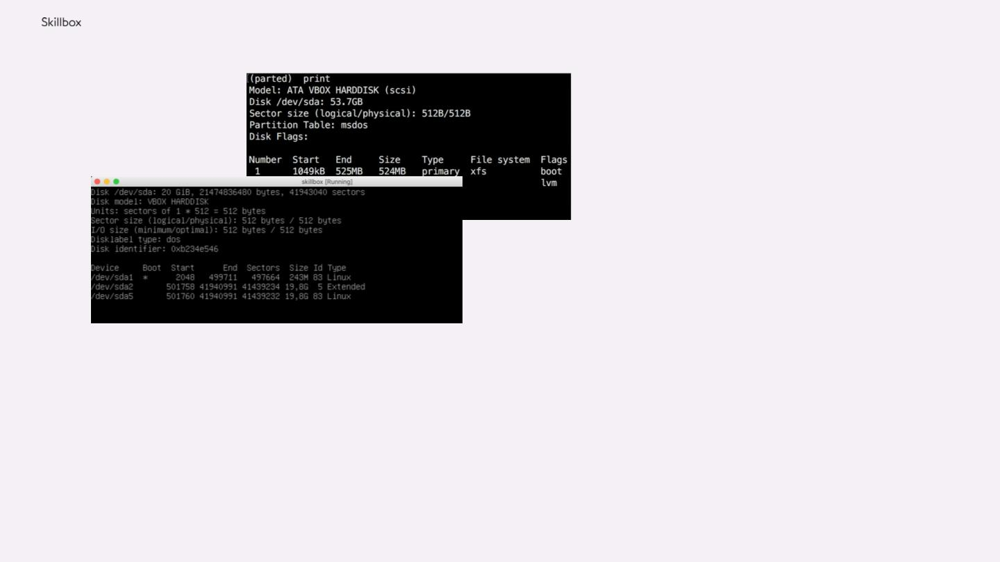 Skillbox
(parted)  print
Model: ATA VBOX HARDDISK (scsi)
Disk /dev/sda: 53.7GB
Sector size (logical/physical): 512B/512B
Partition Table: msdos
Disk Flags:
Number  Start   End     Size    Type     File system  Flags
1      1049kB  525MB   524MB   primary  xfs          boot
lvm
skillbox [Running]
Disk /dev/sda: 20 GiB, 21474836480 bytes, 41943040 sectors
Disk model: VBOX HARDDISK
Units: sectors of 1 * 512 = 512 bytes
Sector size (logical/physical): 512 bytes / 512 bytes
I/O size (minimum/optimal): 512 bytes / 512 bytes
Disklabel type: dos
Disk identifier: 0xb234e546
Device     Boot  Start      End  Sectors  Size Id Type
/dev/sda1  *      2048   499711   497664  243M 83 Linux
/dev/sda2       501758 41940991 41439234 19,8G  5 Extended
/dev/sda5       501760 41940991 41439232 19,8G 83 Linux